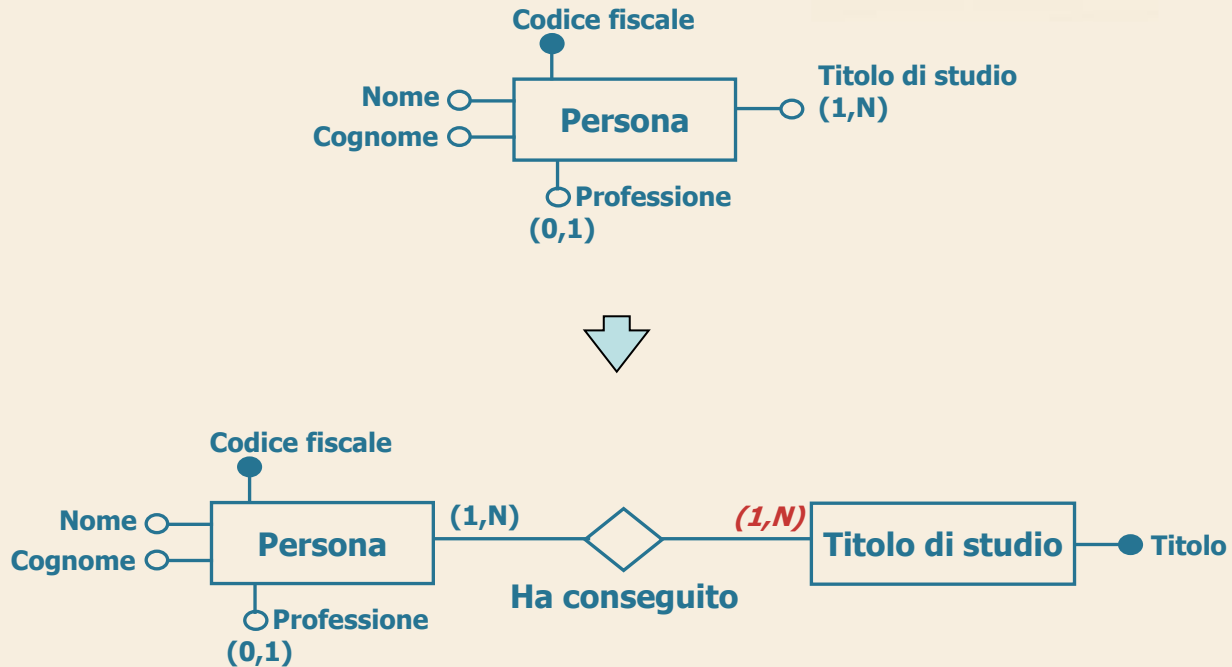 Codice fiscale
Nome
Cognome
Persona
Titolo di studio
(1,N)
Professione
(0,1)
Codice fiscale
Nome
Cognome
Persona
(1,N)
Ha conseguito
(1,N)
Titolo di studio
Titolo
Professione
(0,1)